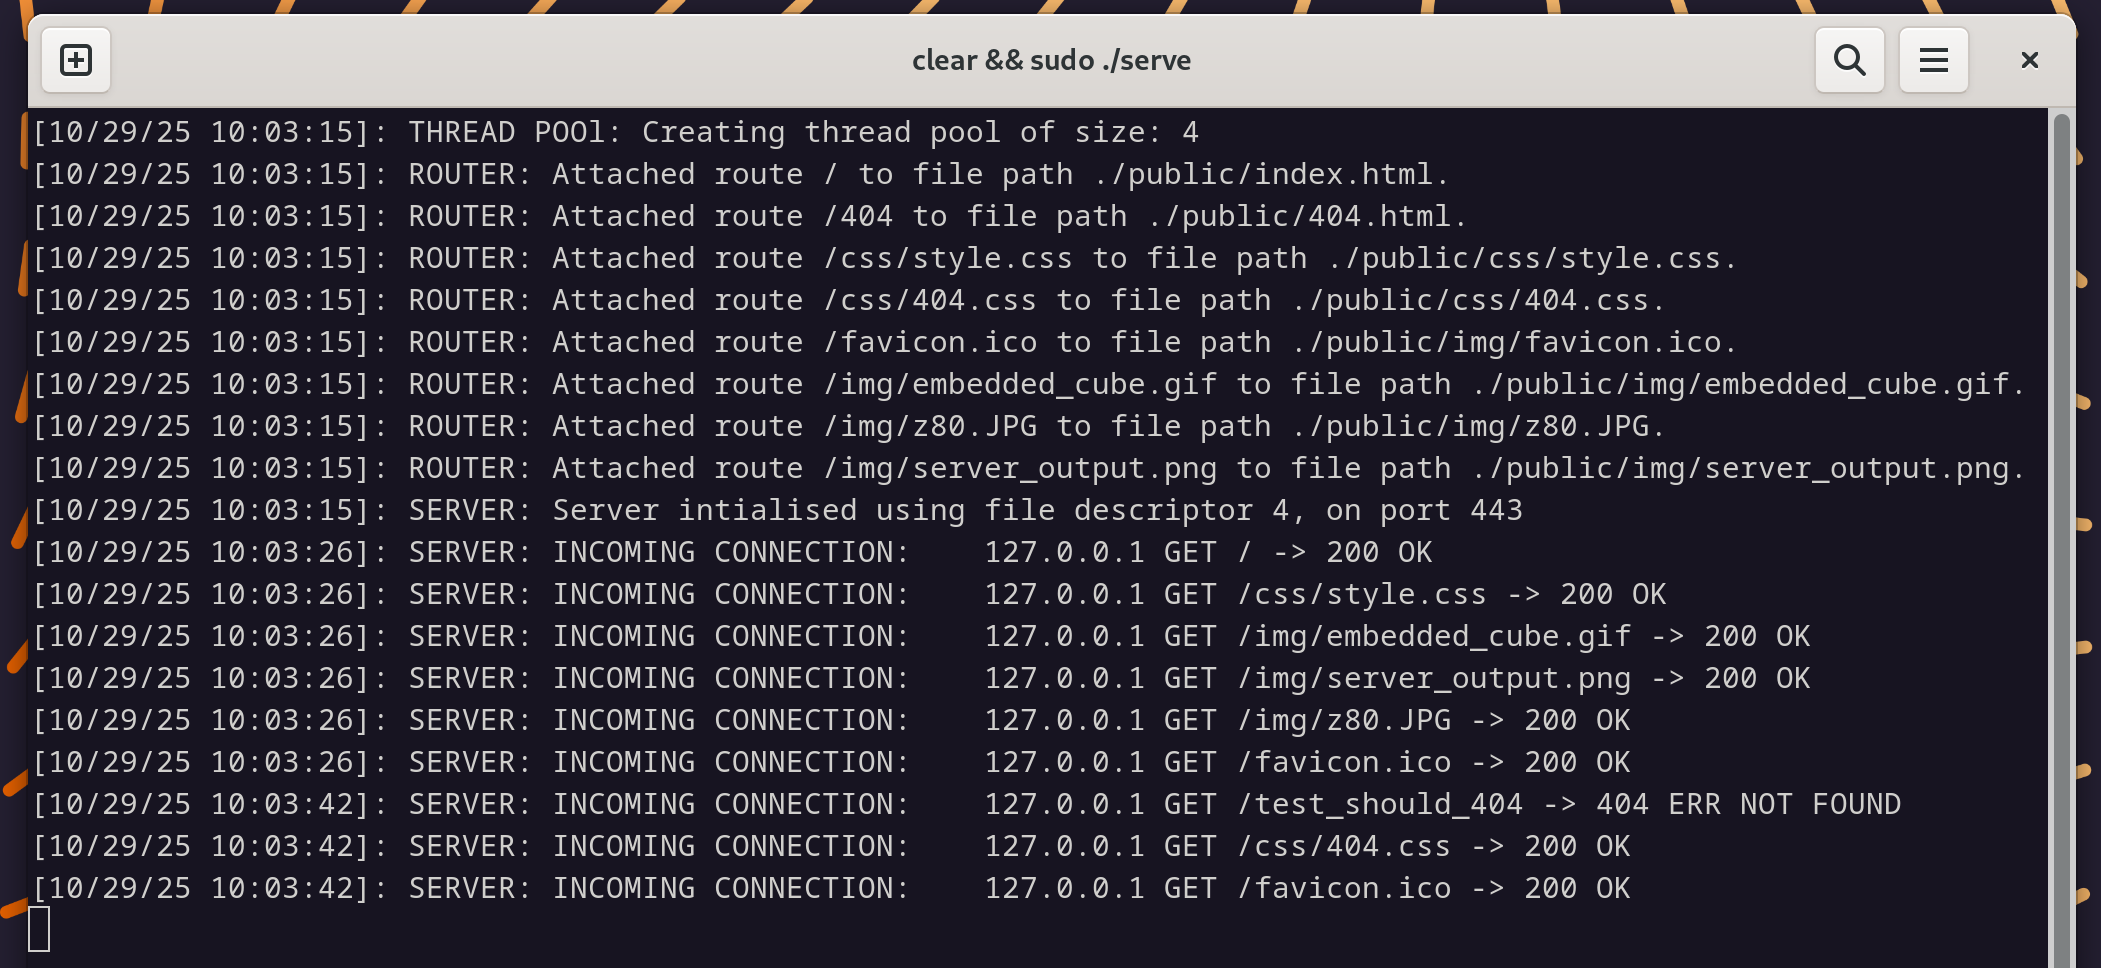 clear && sudo ./serve
[10/29/25 10:03:15]: THREAD POOl: Creating thread pool of size: 4
[10/29/25 10:03:15]: ROUTER: Attached route / to file path ./public/index.html.
[10/29/25 10:03:15]: ROUTER: Attached route /404 to file path ./public/404.html.
[10/29/25 10:03:15]: ROUTER: Attached route /css/style.css to file path ./public/css/style.css.
[10/29/25 10:03:15]: ROUTER: Attached route /css/404.css to file path ./public/css/404.css.
[10/29/25 10:03:15]: ROUTER: Attached route /favicon.ico to file path ./public/img/favicon.ico.
[10/29/25 10:03:15]: ROUTER: Attached route /img/embedded_cube.gif to file path ./public/img/embedded_cube.gif.
[10/29/25 10:03:15]: ROUTER: Attached route /img/z80.JPG to file path ./public/img/z80.JPG.
[10/29/25 10:03:15]: ROUTER: Attached route /img/server_output.png to file path ./public/img/server_output.png.
[10/29/25 10:03:15]: SERVER: Server intialised using file descriptor 4, on port 443
[10/29/25 10:03:26]: SERVER: INCOMING CONNECTION:    127.0.0.1 GET / -> 200 OK
[10/29/25 10:03:26]: SERVER: INCOMING CONNECTION:    127.0.0.1 GET /css/style.css -> 200 OK
[10/29/25 10:03:26]: SERVER: INCOMING CONNECTION:    127.0.0.1 GET /img/embedded_cube.gif -> 200 OK
[10/29/25 10:03:26]: SERVER: INCOMING CONNECTION:    127.0.0.1 GET /img/server_output.png -> 200 OK
[10/29/25 10:03:26]: SERVER: INCOMING CONNECTION:    127.0.0.1 GET /img/z80.JPG -> 200 OK
[10/29/25 10:03:26]: SERVER: INCOMING CONNECTION:    127.0.0.1 GET /favicon.ico -> 200 OK
[10/29/25 10:03:42]: SERVER: INCOMING CONNECTION:    127.0.0.1 GET /test_should_404 -> 404 ERR NOT FOUND
[10/29/25 10:03:42]: SERVER: INCOMING CONNECTION:    127.0.0.1 GET /css/404.css -> 200 OK
[10/29/25 10:03:42]: SERVER: INCOMING CONNECTION:    127.0.0.1 GET /favicon.ico -> 200 OK